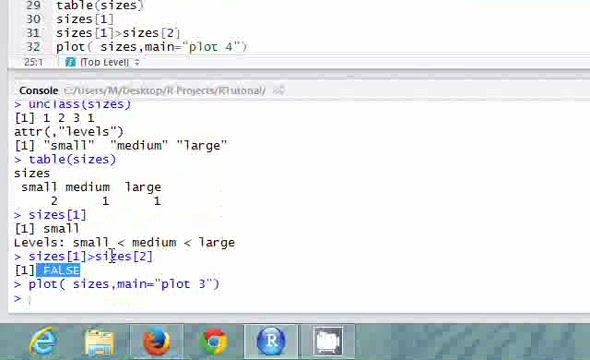 29 table(sizes)
30 sizes[1]
31 sizes[1]>sizes[2]
32 plot( sizes,main="plot 4")
25:1 (Top Level)
Console C:/Users/M/Desktop/R Projects/RTutorial/
> unclass(sizes)
[1] 1 2 3 1
attr(,"levels")
[1] "small" "medium" "large"
> table(sizes)
sizes
small medium large
2 1 1
> sizes[1]
[1] small
Levels: small < medium < large
> sizes[1]>sizes[2]
[1] FALSE
> plot( sizes,main="plot 3")
>
R